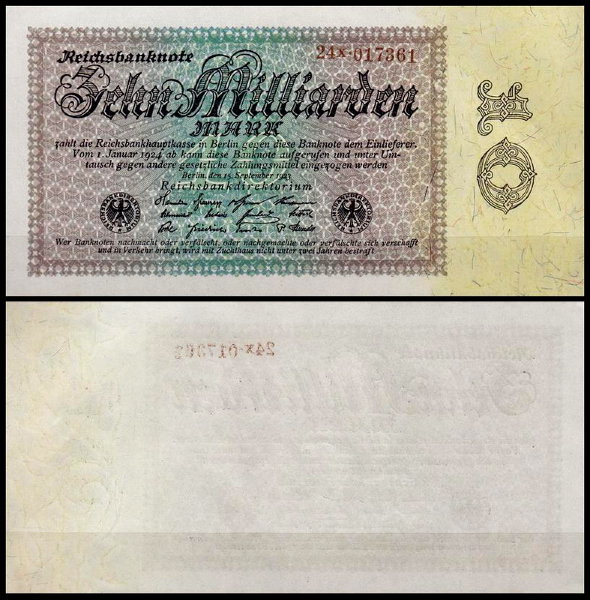 Reichsbanknote
24X·017361
Zehn Milliarden
MARK
zahlt die Reichsbankhauptkasse in Berlin gegen diese Banknote dem Einlieferer.
Vom 1. Januar 1924 ab kann diese Banknote aufgerufen und unter Um-
tausch gegen andere gesetzliche Zahlungsmittel eingezogen werden
Berlin, den 15. September 1923
Reichsbankdirektorium
Wer Banknoten nachmacht oder verfälscht, oder nachgemachte oder verfälschte sich verschafft
und in Verkehr bringt, wird mit Zuchthaus nicht unter zwei Jahren bestraft
10